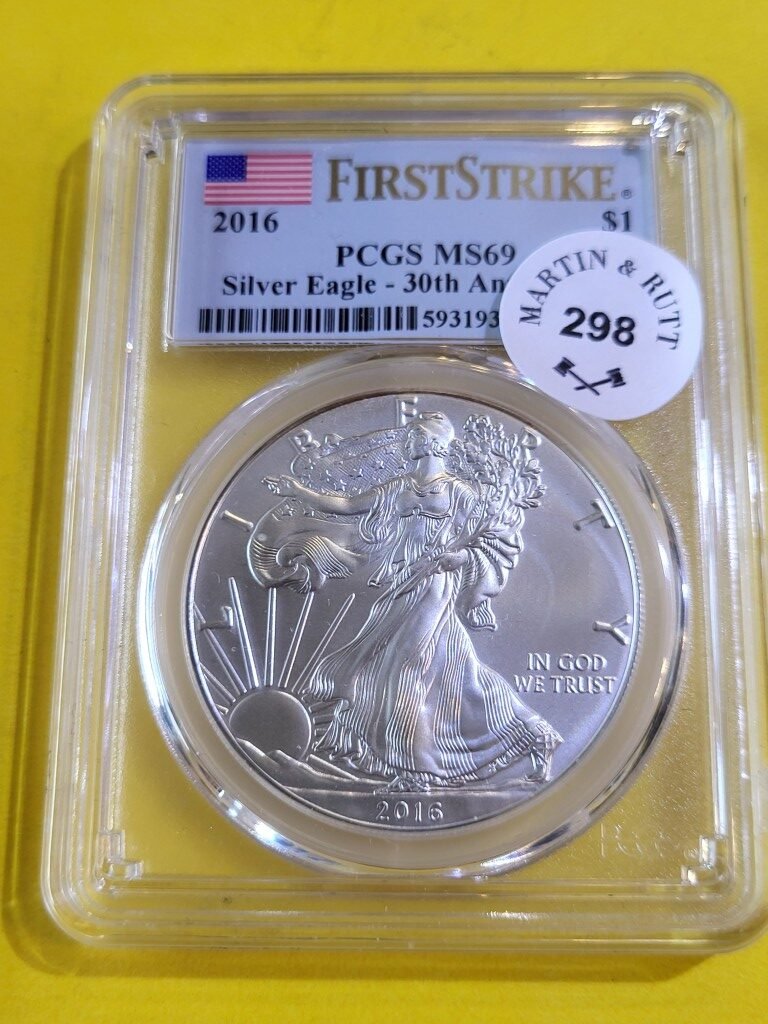 FIRSTSTRIKE®
2016 $1
PCGS MS69
Silver Eagle - 30th An
593193
MARTIN & RUTT
298
LIBERTY
IN GOD
WE TRUST
2016